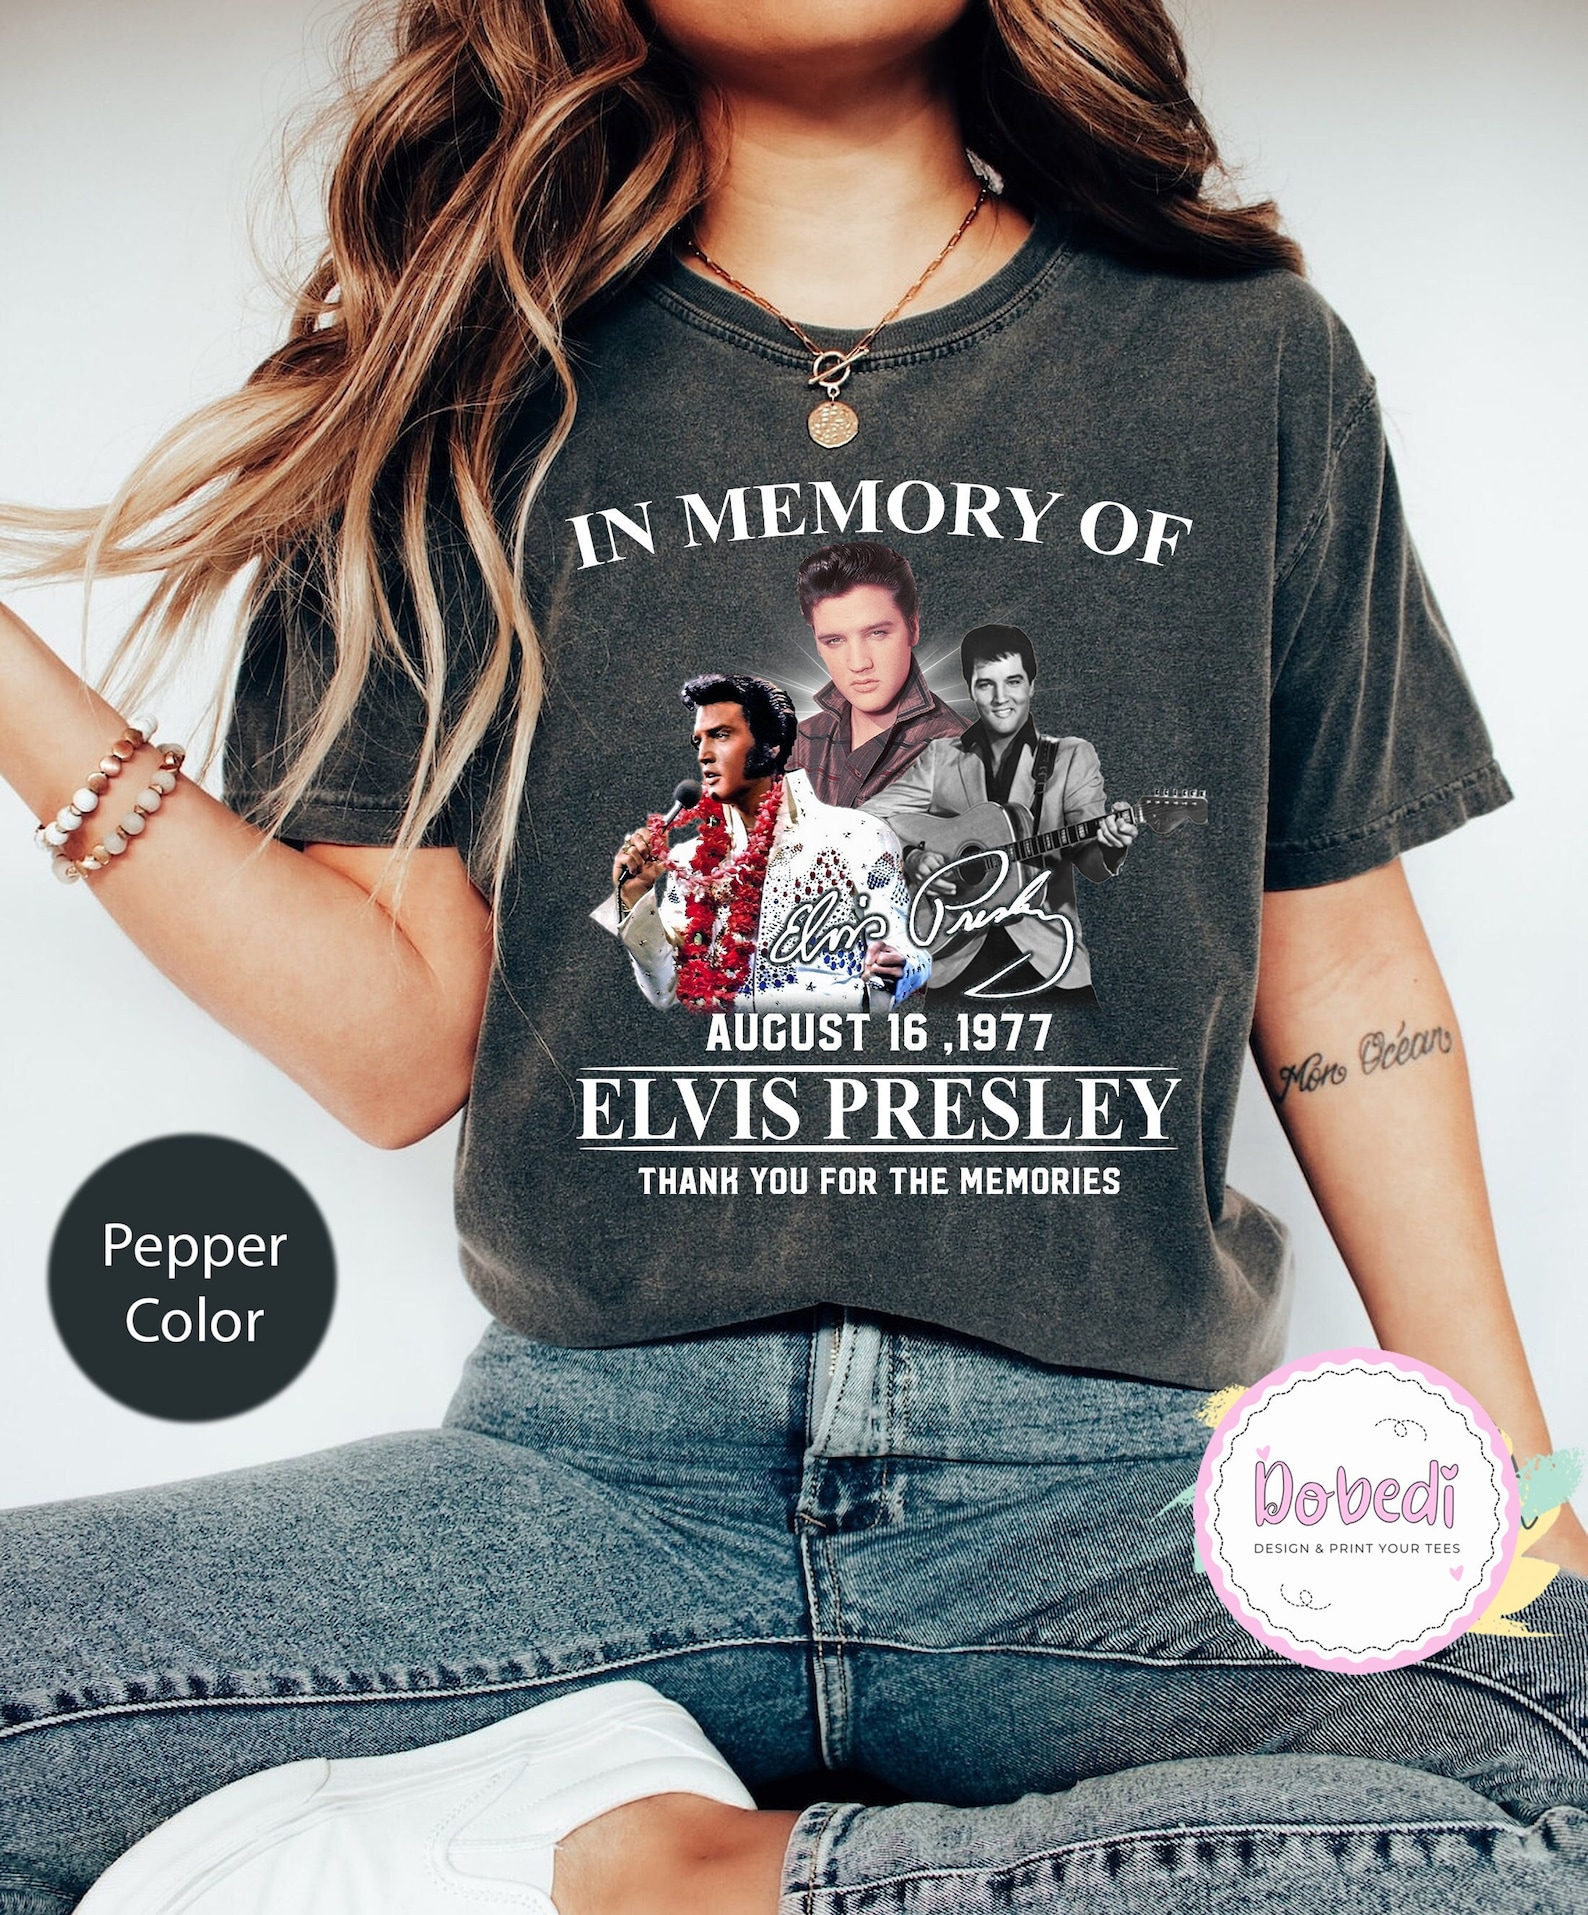 IN MEMORY OF
Elvis Presley
AUGUST 16 ,1977
ELVIS PRESLEY
THANK YOU FOR THE MEMORIES
Mon Océan
Pepper
Color
Dobedi
DESIGN & PRINT YOUR TEES